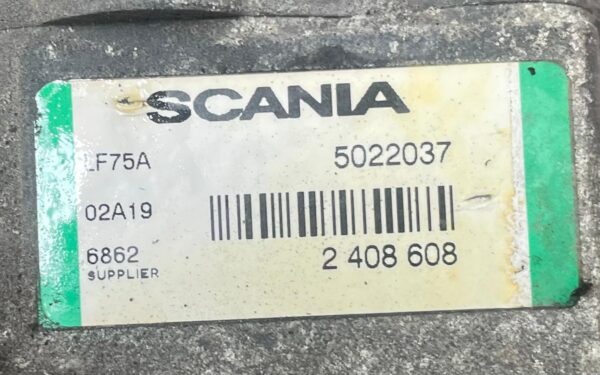 SCANIA
LF75A 5022037
02A19
6862 2 408 608
SUPPLIER